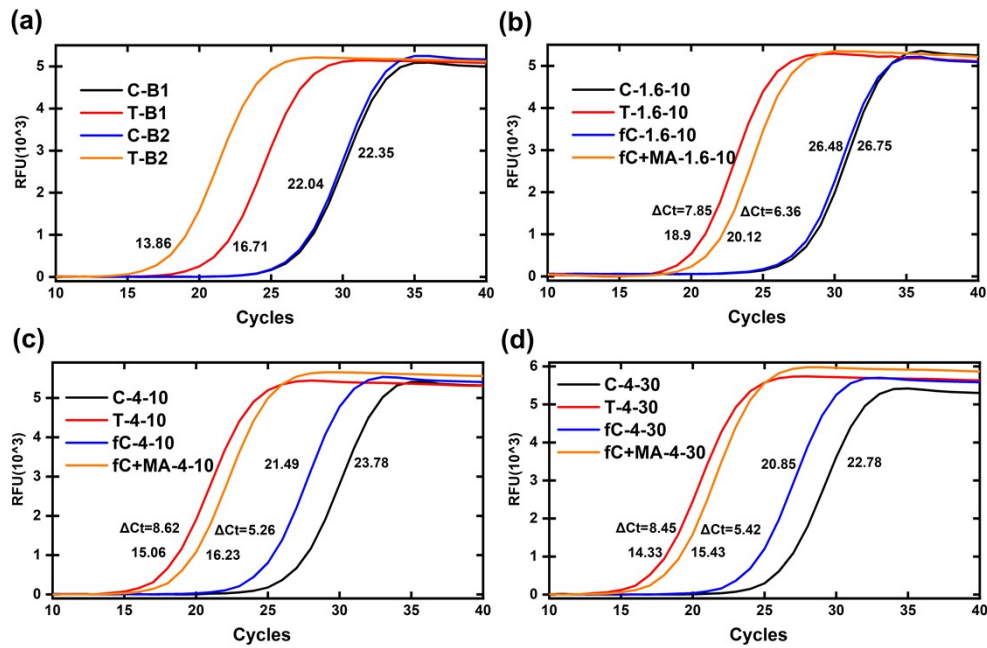 (a)
RFU(10^3)
5
4
3
2
1
0
C-B1
T-B1
C-B2
T-B2
13.86
16.71
22.04
22.35
10
15
20
25
30
35
40
Cycles
(b)
RFU(10^3)
5
4
3
2
1
0
C-1.6-10
T-1.6-10
fC-1.6-10
fC+MA-1.6-10
26.48
26.75
ΔCt=7.85
ΔCt=6.36
18.9
20.12
10
15
20
25
30
35
40
Cycles
(c)
RFU(10^3)
5
4
3
2
1
0
C-4-10
T-4-10
fC-4-10
fC+MA-4-10
21.49
23.78
ΔCt=8.62
ΔCt=5.26
15.06
16.23
10
15
20
25
30
35
40
Cycles
(d)
RFU(10^3)
6
5
4
3
2
1
0
C-4-30
T-4-30
fC-4-30
fC+MA-4-30
20.85
22.78
ΔCt=8.45
ΔCt=5.42
14.33
15.43
10
15
20
25
30
35
40
Cycles